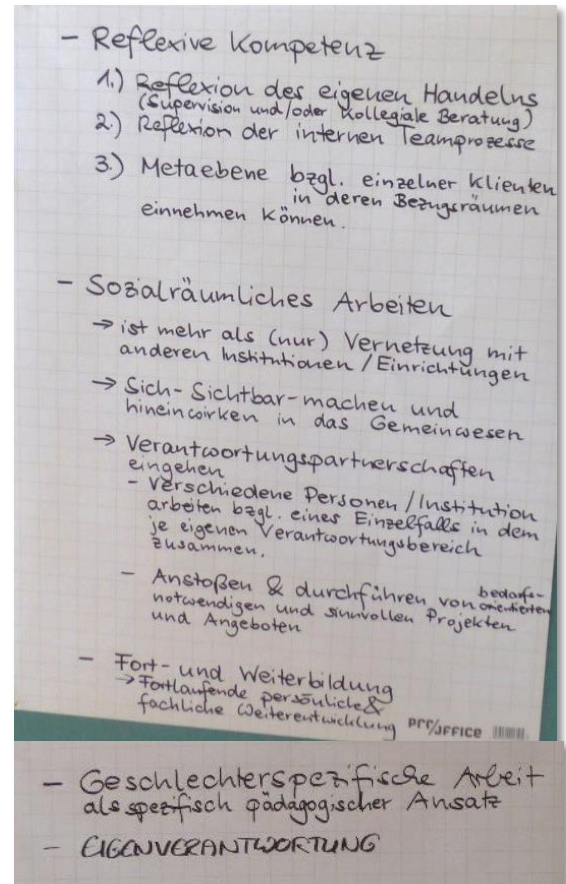 - Reflexive Kompetenz
1.) Reflexion des eigenen Handelns
(Supervision und/oder Kollegiale Beratung)
2.) Reflexion der internen Teamprozesse
3.) Metaebene bzgl. einzelner Klienten
in deren Bezugsräumen
einnehmen können.
- Sozialräumliches Arbeiten
→ ist mehr als (nur) Vernetzung mit
anderen Institutionen / Einrichtungen
→ Sich-Sichtbar-machen und
hineinwirken in das Gemeinwesen
→ Verantwortungspartnerschaften
eingehen
- Verschiedene Personen / Institution
arbeiten bzgl. eines Einzelfalls in dem
je eigenen Verantwortungsbereich
zusammen.
- Anstoßen & durchführen von bedarfs-
orientierten
notwendigen und sinnvollen Projekten
und Angeboten
- Fort- und Weiterbildung
→ Fortlaufende persönliche &
fachliche Weiterentwicklung
PRO/OFFICE
- Geschlechterspezifische Arbeit
als spezifisch pädagogischer Ansatz
- EIGENVERANTWORTUNG